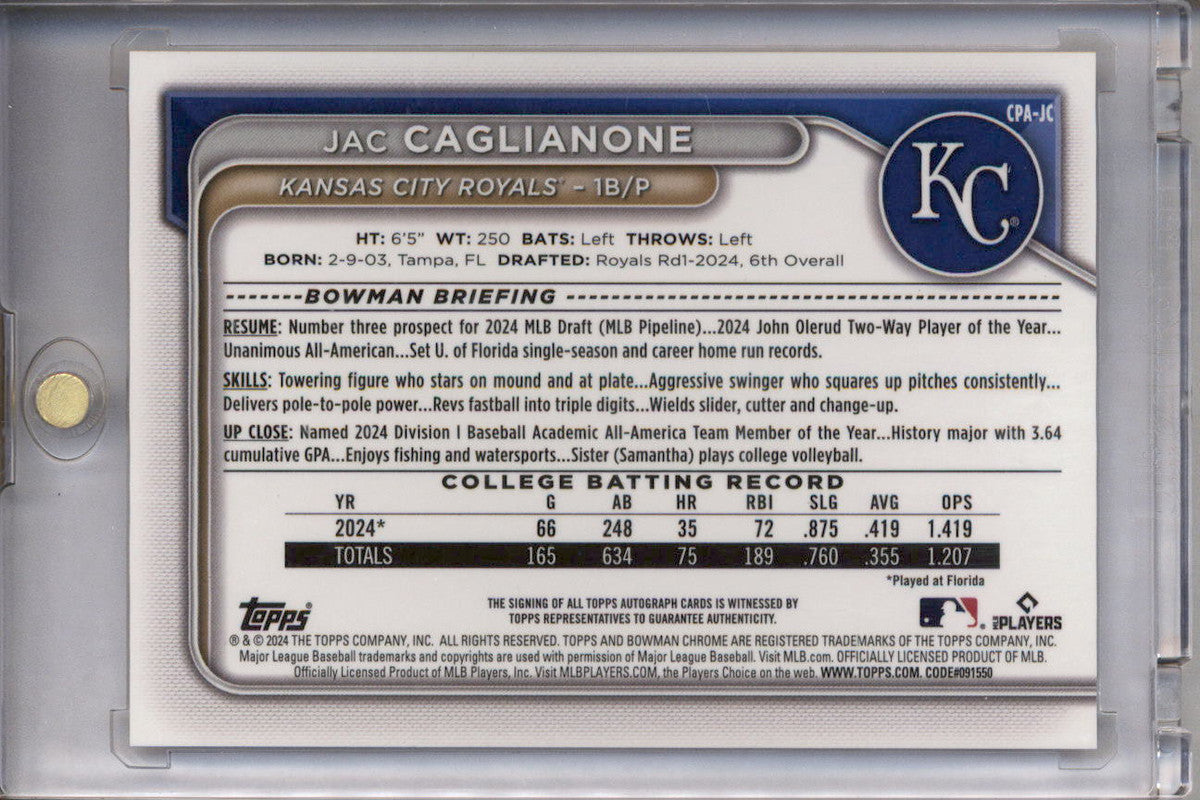 CPA-JC
JAC CAGLIANONE
KC®
KANSAS CITY ROYALS™ – 1B/P
HT: 6'5" WT: 250 BATS: Left THROWS: Left
BORN: 2-9-03, Tampa, FL DRAFTED: Royals Rd1-2024, 6th Overall
BOWMAN BRIEFING
RESUME: Number three prospect for 2024 MLB Draft (MLB Pipeline)...2024 John Olerud Two-Way Player of the Year...
Unanimous All-American...Set U. of Florida single-season and career home run records.
SKILLS: Towering figure who stars on mound and at plate...Aggressive swinger who squares up pitches consistently...
Delivers pole-to-pole power...Revs fastball into triple digits...Wields slider, cutter and change-up.
UP CLOSE: Named 2024 Division I Baseball Academic All-America Team Member of the Year...History major with 3.64
cumulative GPA...Enjoys fishing and watersports...Sister (Samantha) plays college volleyball.
COLLEGE BATTING RECORD
YR G AB HR RBI SLG AVG OPS
2024* 66 248 35 72 .875 .419 1.419
TOTALS 165 634 75 189 .760 .355 1.207
*Played at Florida
topps®
THE SIGNING OF ALL TOPPS AUTOGRAPH CARDS IS WITNESSED BY
TOPPS REPRESENTATIVES TO GUARANTEE AUTHENTICITY.
MLB PLAYERS
® & © 2024 THE TOPPS COMPANY, INC. ALL RIGHTS RESERVED. TOPPS AND BOWMAN CHROME ARE REGISTERED TRADEMARKS OF THE TOPPS COMPANY, INC.
Major League Baseball trademarks and copyrights are used with permission of Major League Baseball. Visit MLB.com. OFFICIALLY LICENSED PRODUCT OF MLB.
Officially Licensed Product of MLB Players, Inc. Visit MLBPLAYERS.COM, the Players Choice on the web. WWW.TOPPS.COM. CODE#091550